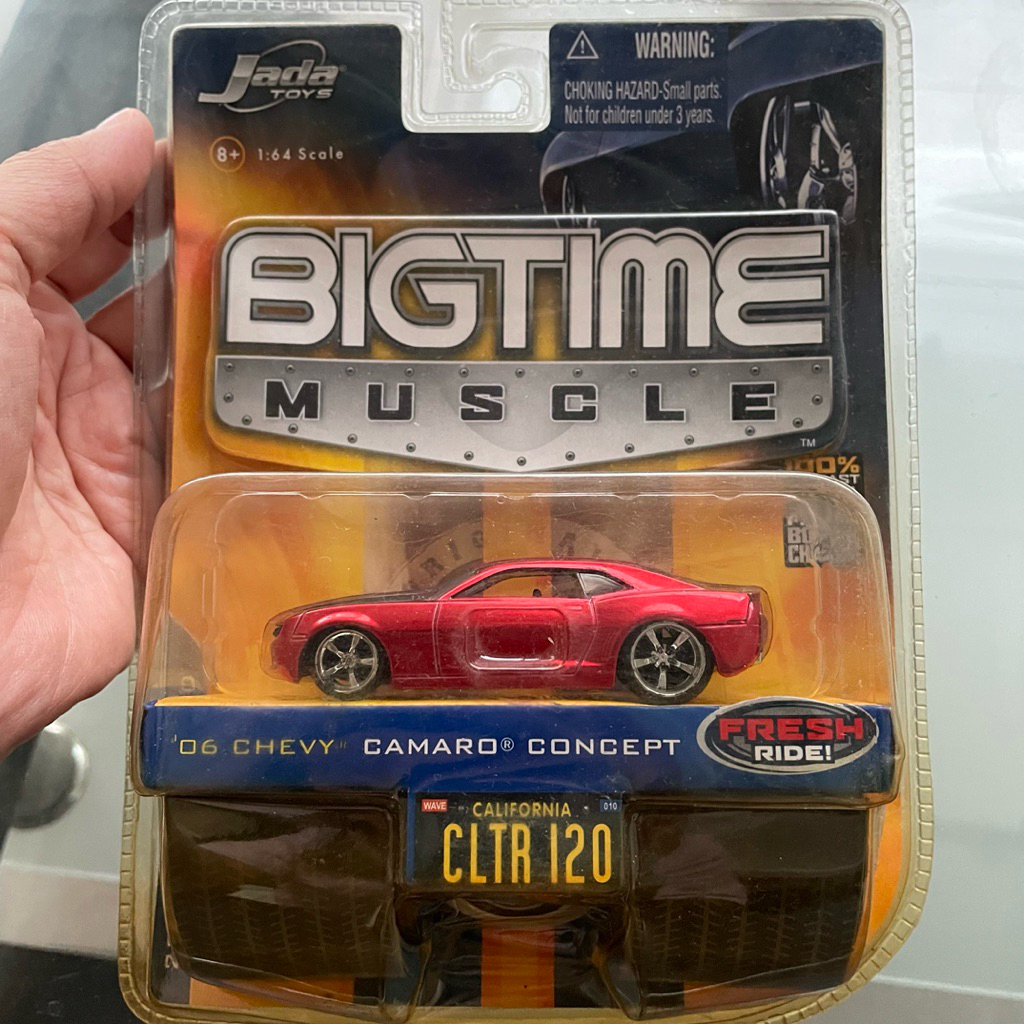 Jada
TOYS
WARNING:
CHOKING HAZARD-Small parts.
Not for children under 3 years.
8+ 1:64 Scale
BIGTIME
MUSCLE
TM
100%
'06 CHEVY™ CAMARO® CONCEPT
FRESH
RIDE!
WAVE CALIFORNIA 010
CLTR 120